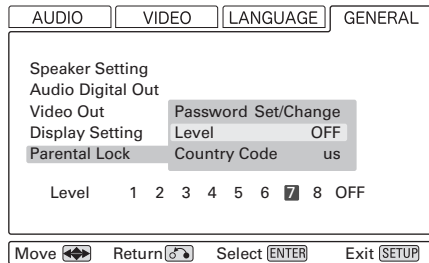 AUDIO VIDEO LANGUAGE GENERAL
Speaker Setting
Audio Digital Out
Video Out Password Set/Change
Display Setting Level OFF
Parental Lock Country Code us
Level 1 2 3 4 5 6 7 8 OFF
Move Return Select ENTER Exit SETUP